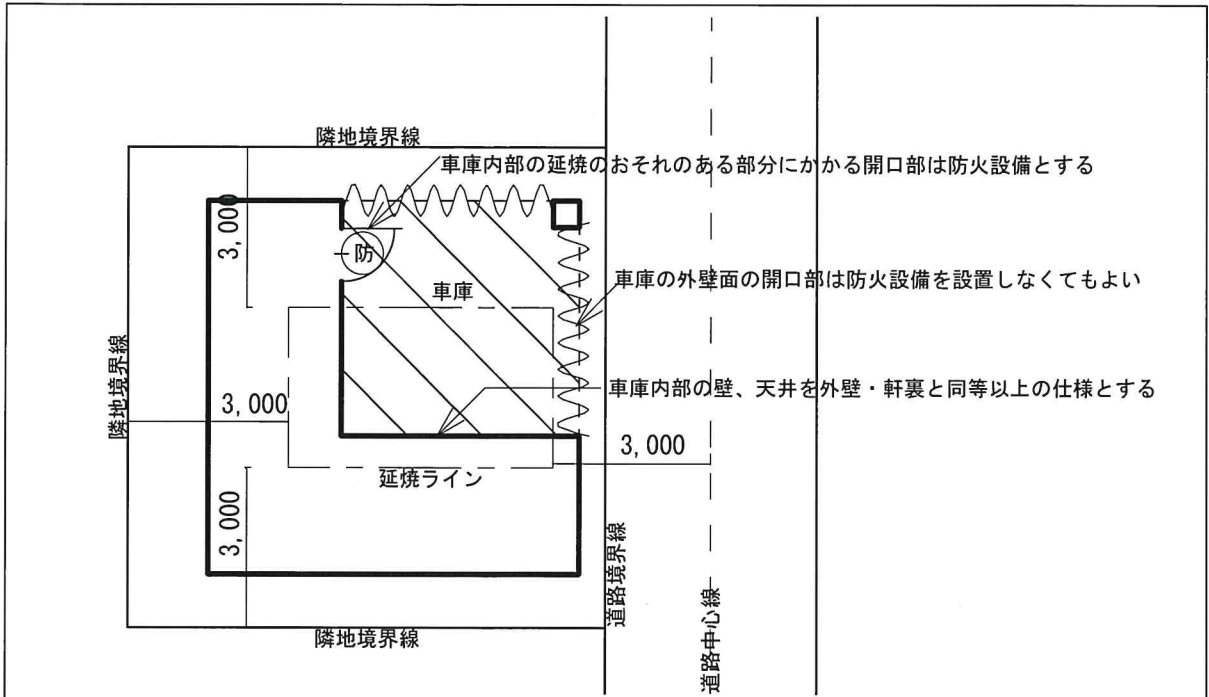 隣地境界線
車庫内部の延焼のおそれのある部分にかかる開口部は防火設備とする
3,000
防
車庫
車庫の外壁面の開口部は防火設備を設置しなくてもよい
隣地境界線
3,000
車庫内部の壁、天井を外壁・軒裏と同等以上の仕様とする
3,000
延焼ライン
3,000
道路境界線
道路中心線
隣地境界線